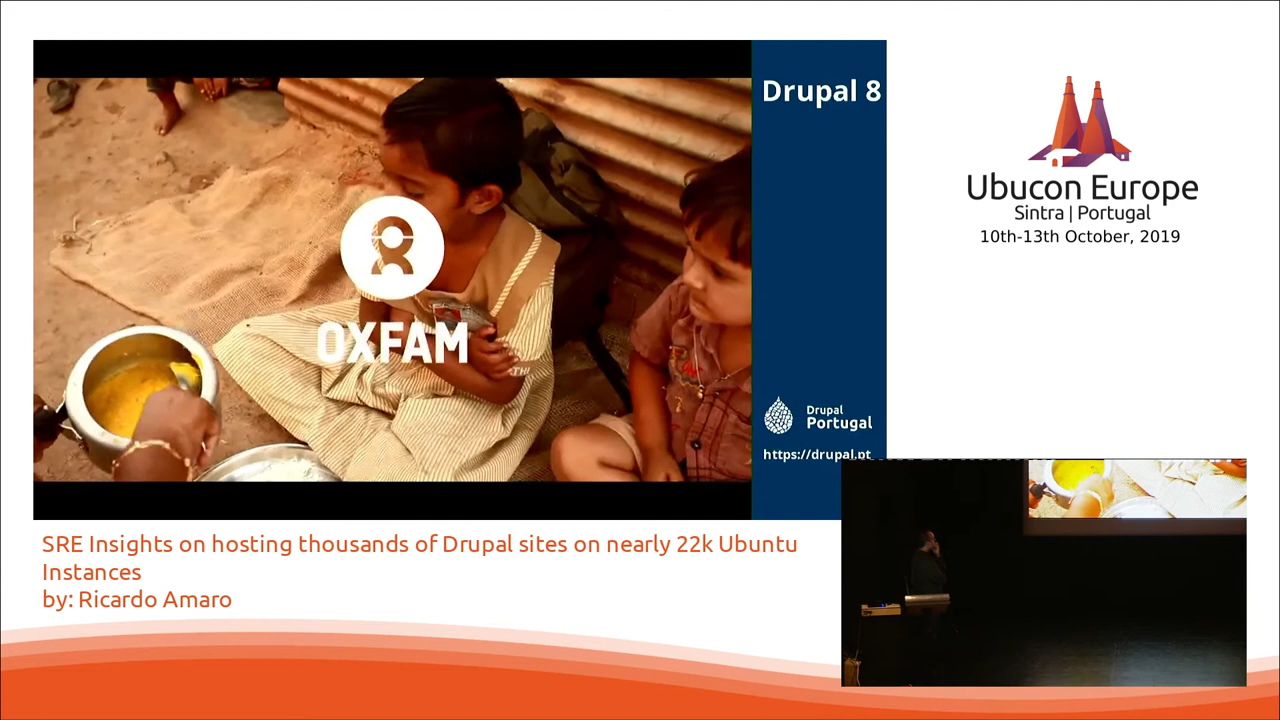 Drupal 8
OXFAM
TM
Drupal
Portugal
https://drupal.pt
Ubucon Europe
Sintra | Portugal
10th-13th October, 2019
SRE Insights on hosting thousands of Drupal sites on nearly 22k Ubuntu
Instances
by: Ricardo Amaro